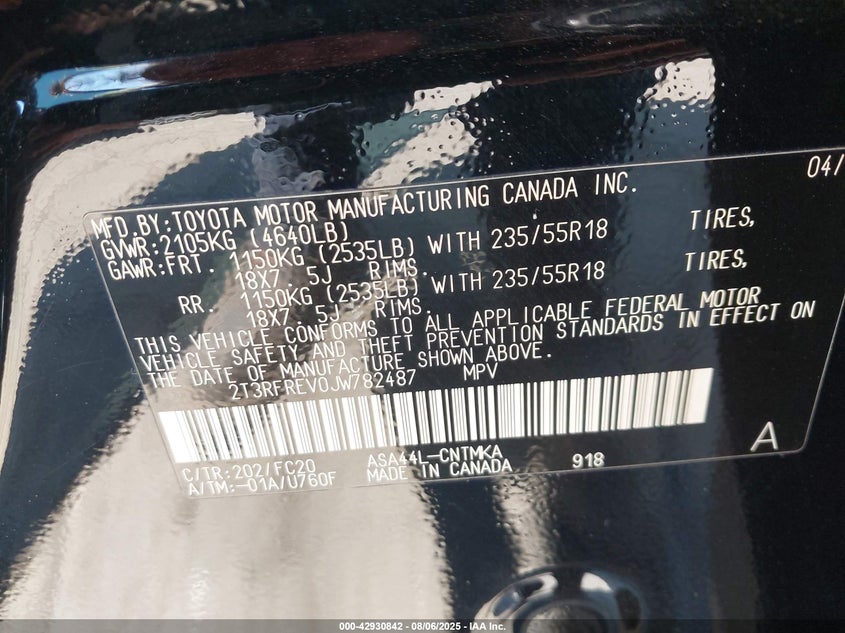 04/
MFD.BY:TOYOTA MOTOR MANUFACTURING CANADA INC.
GVWR:2105KG (4640LB)
GAWR:FRT. 1150KG (2535LB) WITH 235/55R18 TIRES,
18X7. 5J RIMS.
RR. 1150KG (2535LB) WITH 235/55R18 TIRES,
18X7. 5J RIMS.
THIS VEHICLE CONFORMS TO ALL APPLICABLE FEDERAL MOTOR
VEHICLE SAFETY AND THEFT PREVENTION STANDARDS IN EFFECT ON
THE DATE OF MANUFACTURE SHOWN ABOVE.
2T3RFREV0JW782487 MPV
A
C/TR:202/FC20 ASA44L-CNTMKA 918
A/TM:-01A/U760F MADE IN CANADA
000-42930842 - 08/06/2025 - IAA Inc.